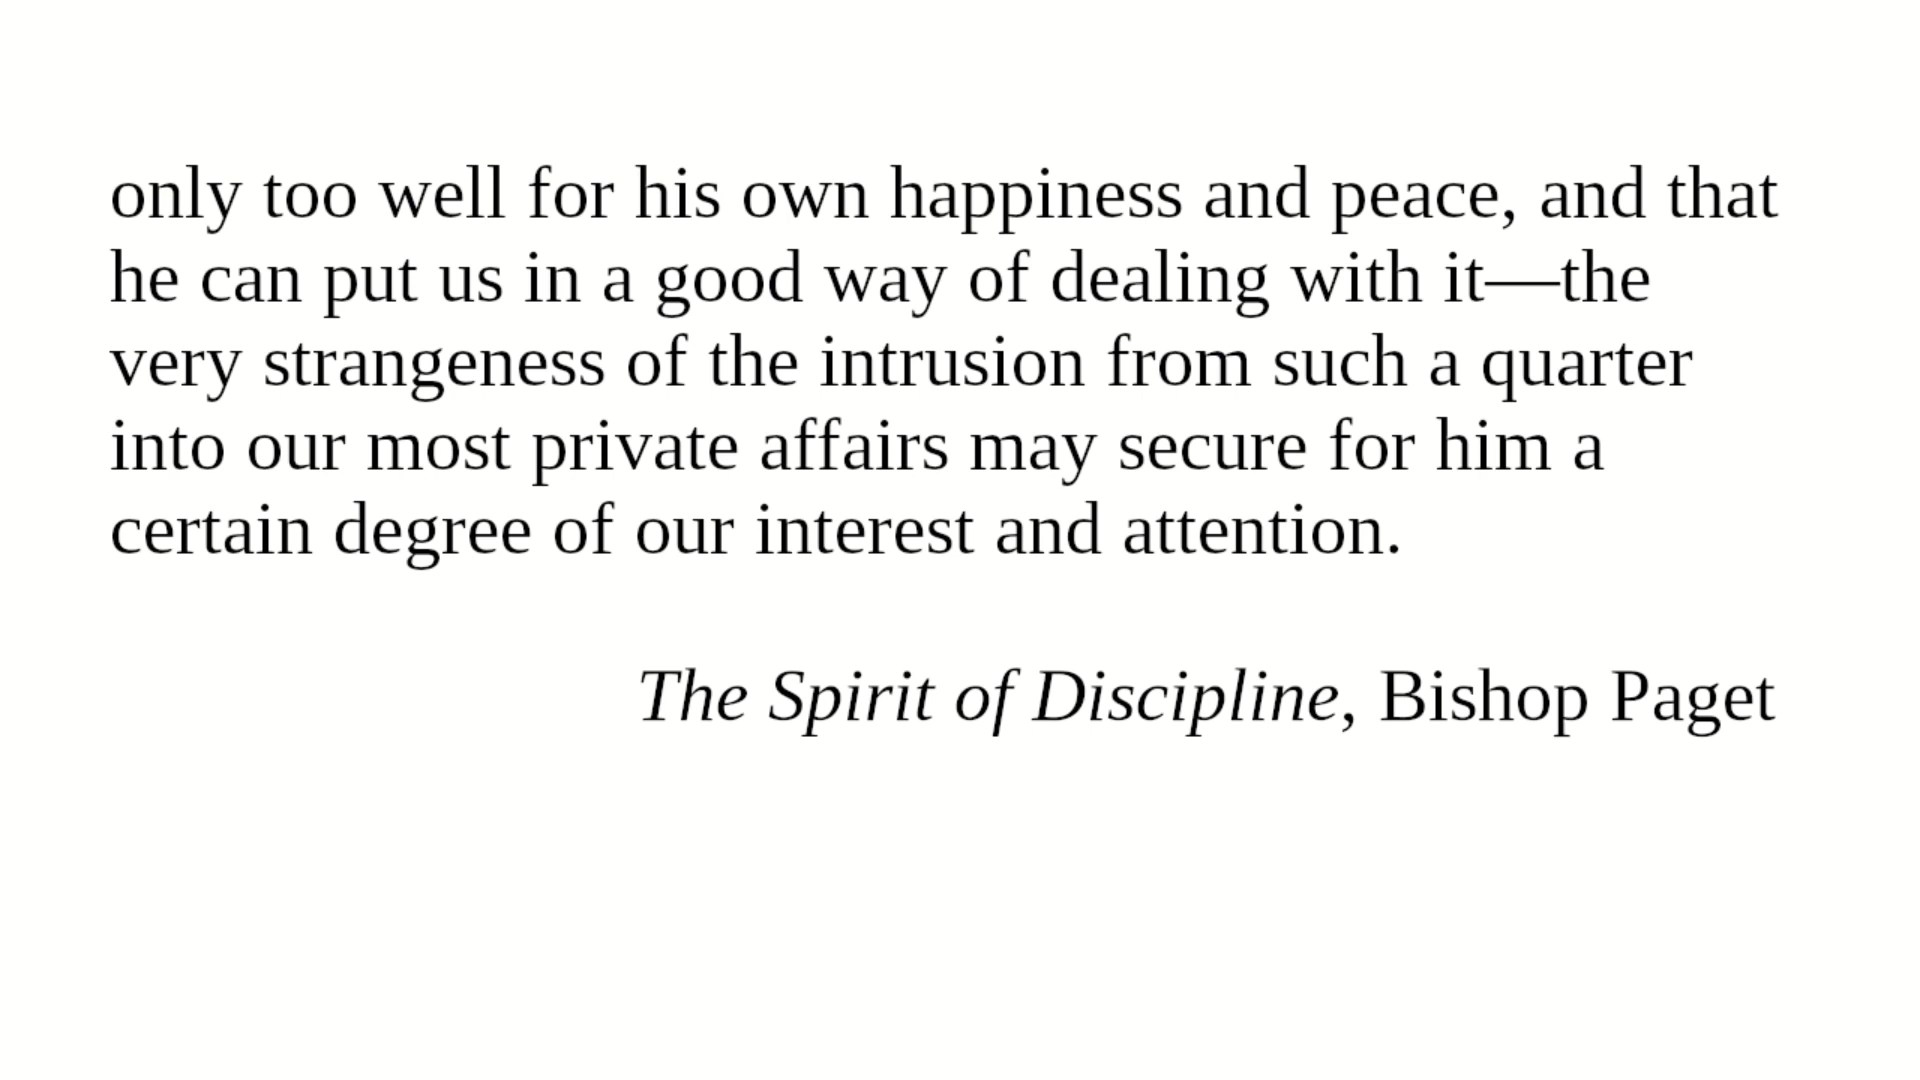 only too well for his own happiness and peace, and that
he can put us in a good way of dealing with it—the
very strangeness of the intrusion from such a quarter
into our most private affairs may secure for him a
certain degree of our interest and attention.
The Spirit of Discipline, Bishop Paget